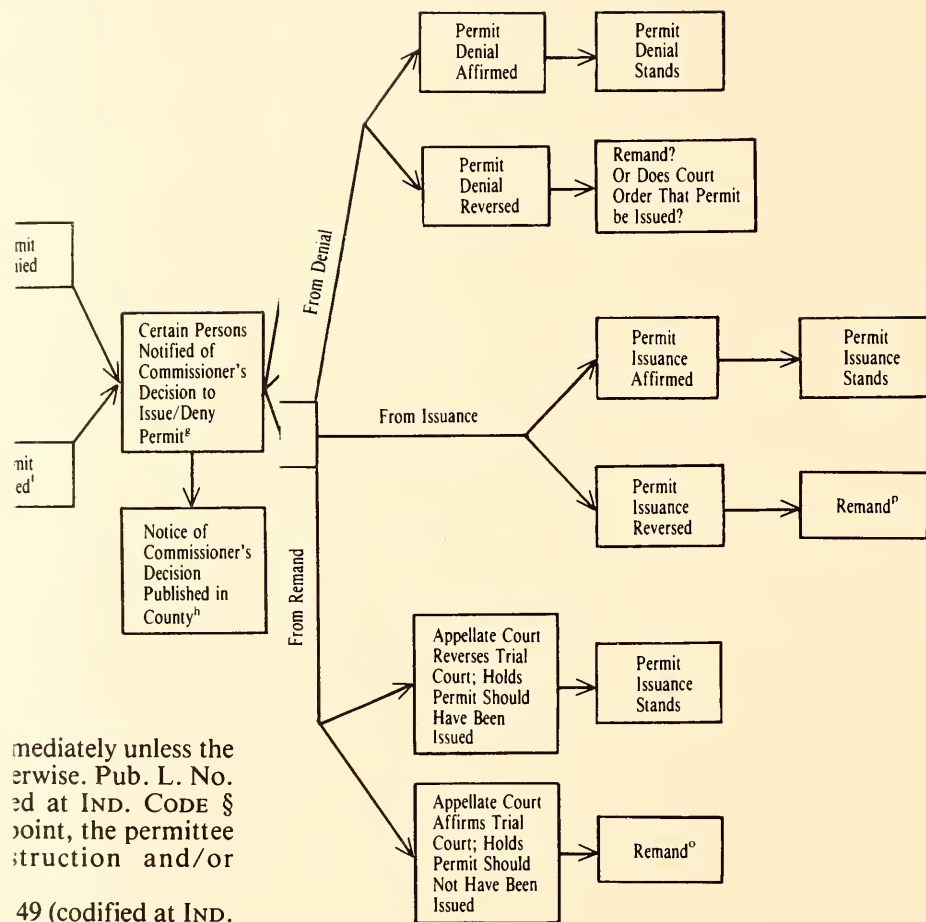 Permit
Denial
Affirmed
Permit
Denial
Stands
Permit
Denial
Reversed
Remand?
Or Does Court
Order That Permit
be Issued?
From Denial
mit
nied
Certain Persons
Notified of
Commissioner's
Decision to
Issue/Deny
Permitᵍ
mit
Notice of
Commissioner's
Decision
Published in
Countyʰ
From Issuance
Permit
Issuance
Affirmed
Permit
Issuance
Stands
Permit
Issuance
Reversed
Remandᵖ
From Remand
Appellate Court
Reverses Trial
Court; Holds
Permit Should
Have Been
Issued
Permit
Issuance
Stands
Appellate Court
Affirms Trial
Court; Holds
Permit Should
Not Have Been
Issued
Remandᵒ
mediately unless the
erwise. Pub. L. No.
ed at IND. CODE §
point, the permittee
struction and/or
49 (codified at IND.